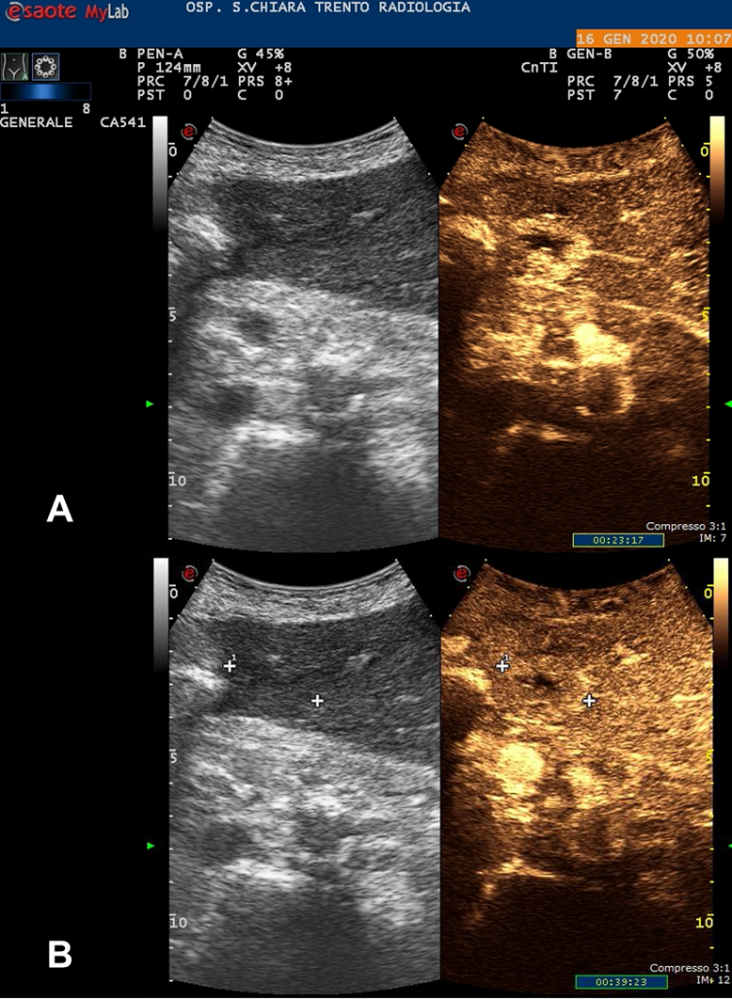 esaote MyLab
OSP. S.CHIARA TRENTO RADIOLOGIA
16 GEN 2020 10:07
B PEN-A G 45%
P 124mm XV +8
PRC 7/8/1 PRS 8+
PST 0 C 0
B GEN-B G 50%
CnTI XV +8
PRC 7/8/1 PRS 5
PST 7 C 0
1 8
GENERALE CA541
0
5
10
0
5
10
A
Compresso 3:1
00:23:17 IM: 7
0
5
10
1
0
5
10
1
B
Compresso 3:1
00:39:23 IM 12